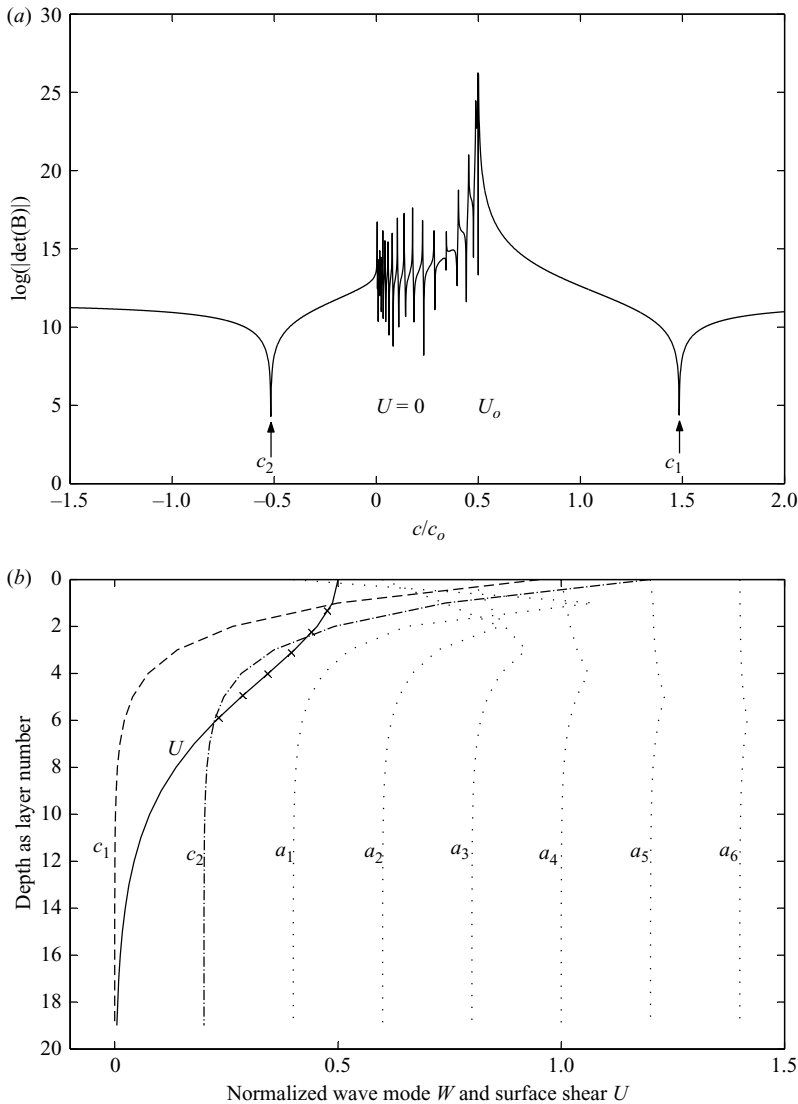 (a)
30
25
20
15
10
5
0
log(|det(B)|)
U = 0
U_o
c_2
c_1
–1.5 –1.0 –0.5 0 0.5 1.0 1.5 2.0
c/c_o
(b)
0
2
4
6
8
10
12
14
16
18
20
Depth as layer number
U
c_1
c_2
a_1
a_2
a_3
a_4
a_5
a_6
0 0.5 1.0 1.5
Normalized wave mode W and surface shear U